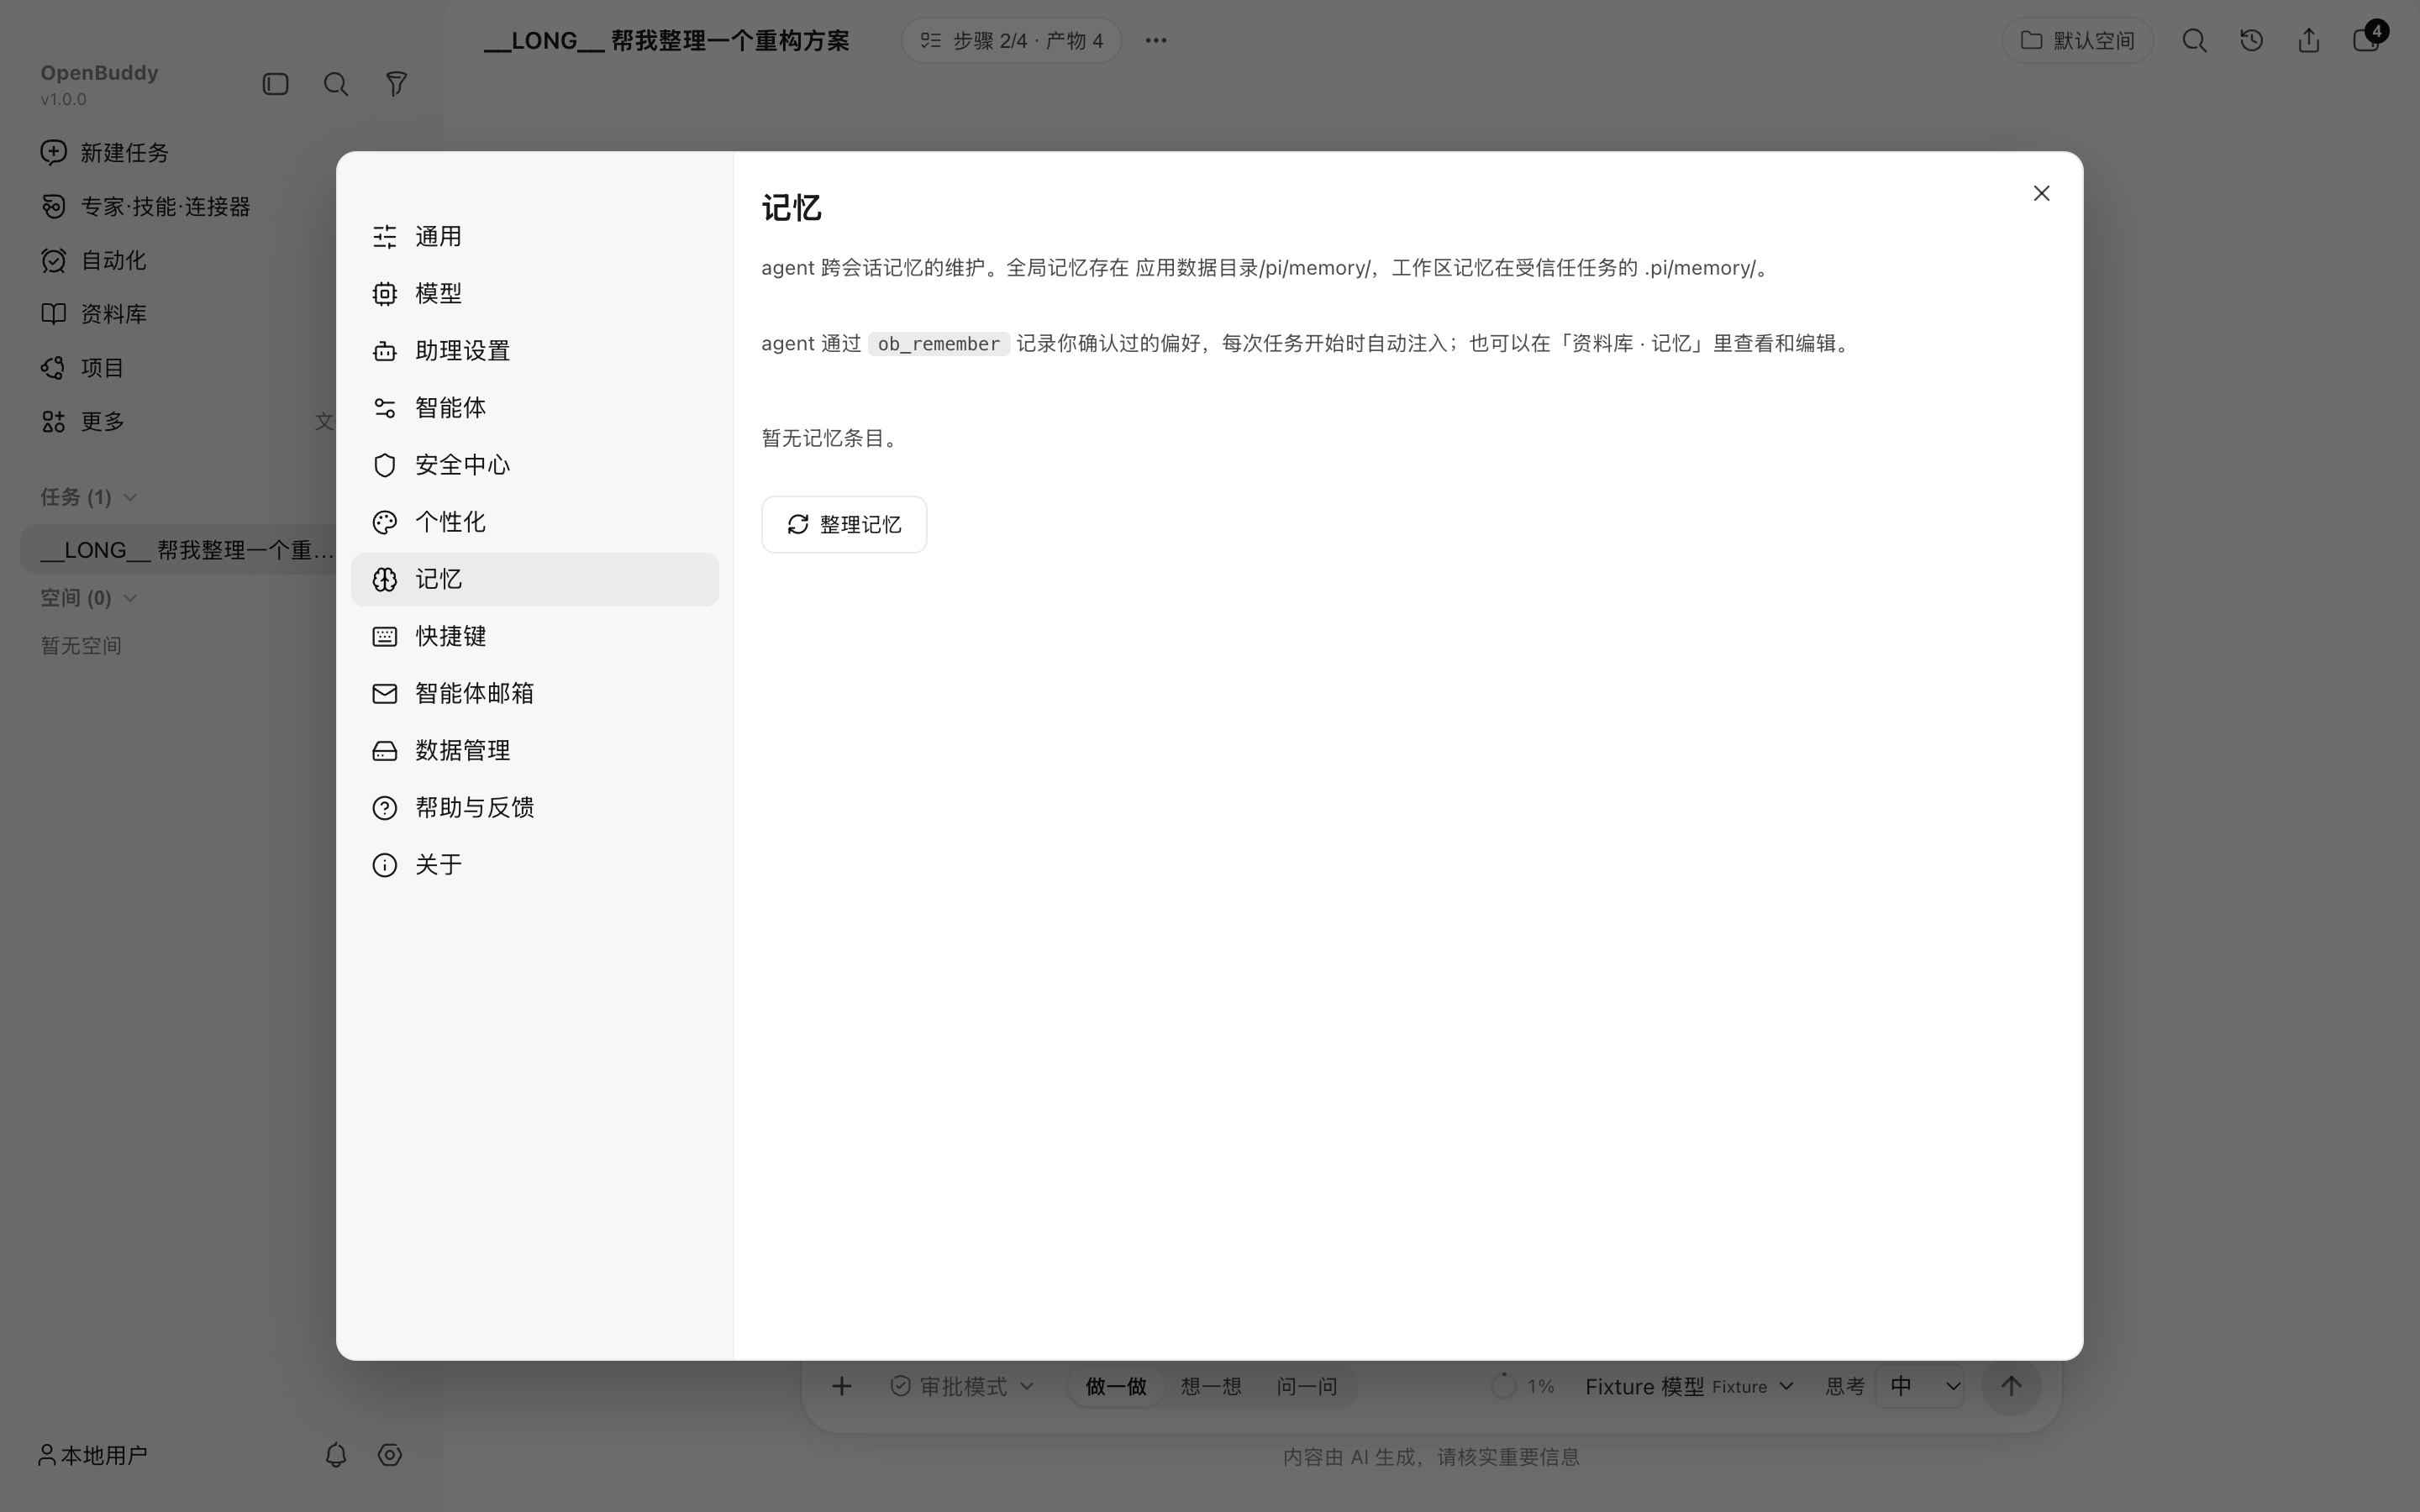 OpenBuddy
v1.0.0
新建任务
专家·技能·连接器
自动化
资料库
项目
更多
文
任务 (1)
__LONG__ 帮我整理一个重…
空间 (0)
暂无空间
本地用户
__LONG__ 帮我整理一个重构方案
步骤 2/4 · 产物 4
默认空间
4
通用
模型
助理设置
智能体
安全中心
个性化
记忆
快捷键
智能体邮箱
数据管理
帮助与反馈
关于
记忆
agent 跨会话记忆的维护。全局记忆存在 应用数据目录/pi/memory/，工作区记忆在受信任任务的 .pi/memory/。
agent 通过 ob_remember 记录你确认过的偏好，每次任务开始时自动注入；也可以在「资料库 · 记忆」里查看和编辑。
暂无记忆条目。
整理记忆
审批模式
做一做 想一想 问一问
1%
Fixture 模型 Fixture
思考 中
内容由 AI 生成，请核实重要信息